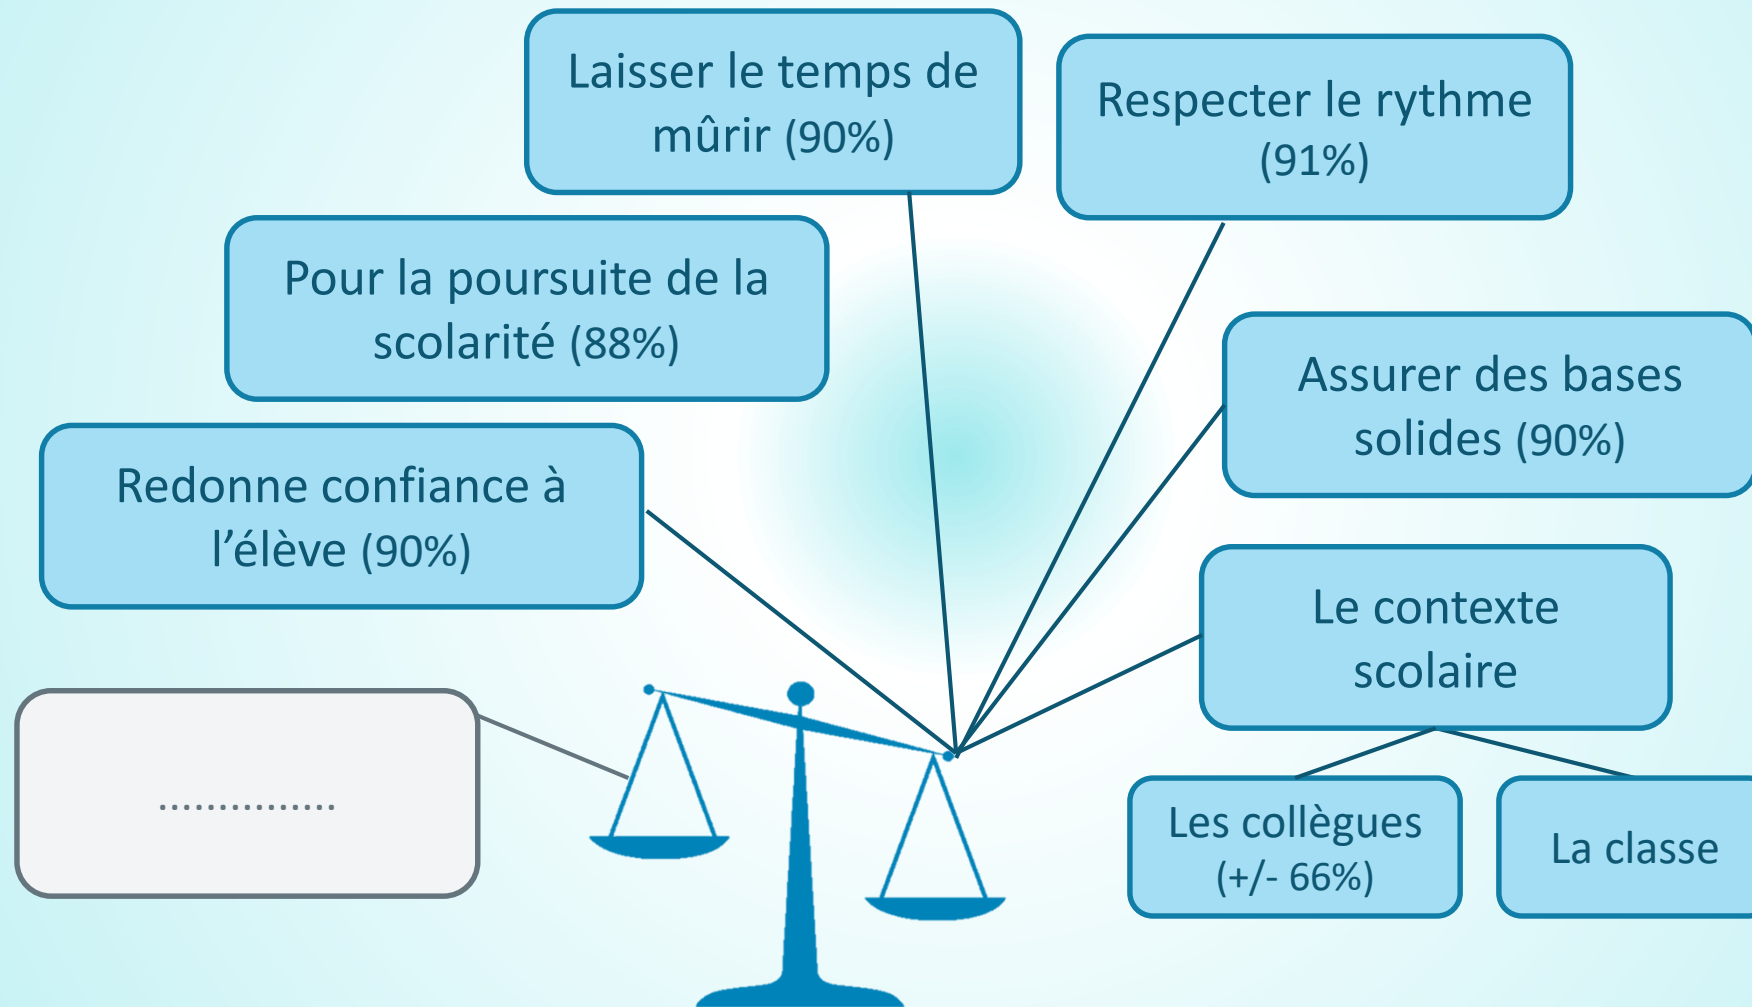 Laisser le temps de
mûrir (90%)
Respecter le rythme
(91%)
Pour la poursuite de la
scolarité (88%)
Assurer des bases
solides (90%)
Redonne confiance à
l’élève (90%)
Le contexte
scolaire
...............
Les collègues
(+/- 66%)
La classe